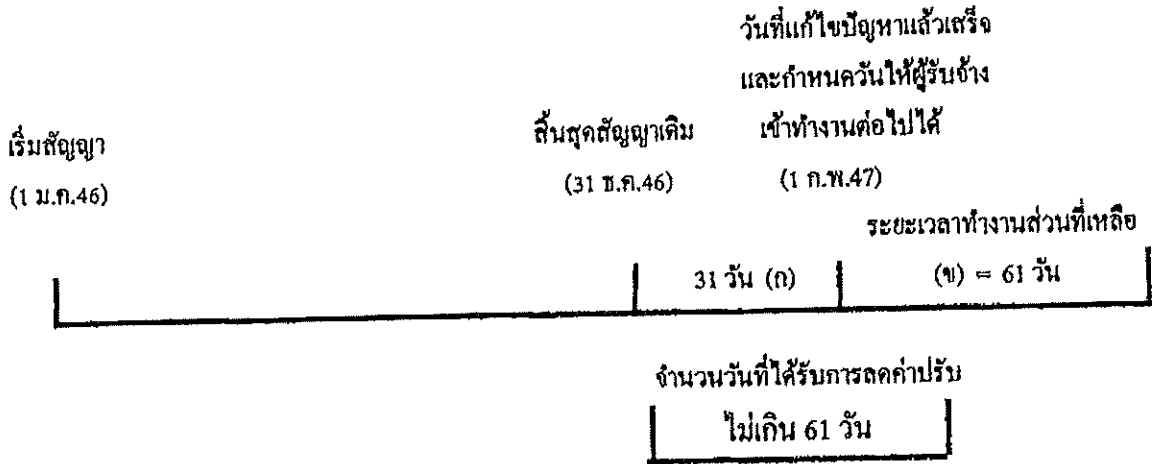 วันที่แก้ไขปัญหาแล้วเสร็จ
และกำหนดวันให้ผู้รับจ้าง
เริ่มสัญญา
สิ้นสุดสัญญาเดิม
เข้าทำงานต่อไปได้
(1 ม.ค.46)
(31 ธ.ค.46)
(1 ก.พ.47)
ระยะเวลาทำงานส่วนที่เหลือ
31 วัน (ก)
(ข) = 61 วัน
จำนวนวันที่ได้รับการลดค่าปรับ
ไม่เกิน 61 วัน